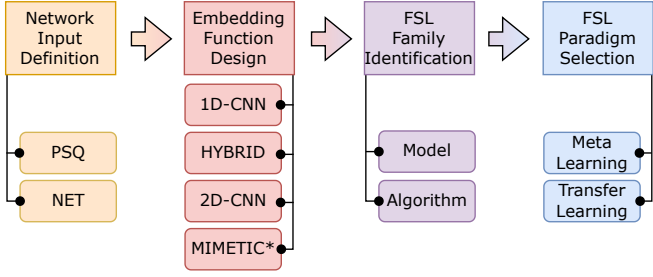 Network
Input
Definition
Embedding
Function
Design
FSL
Family
Identification
FSL
Paradigm
Selection
PSQ
NET
1D-CNN
HYBRID
2D-CNN
MIMETIC*
Model
Algorithm
Meta
Learning
Transfer
Learning